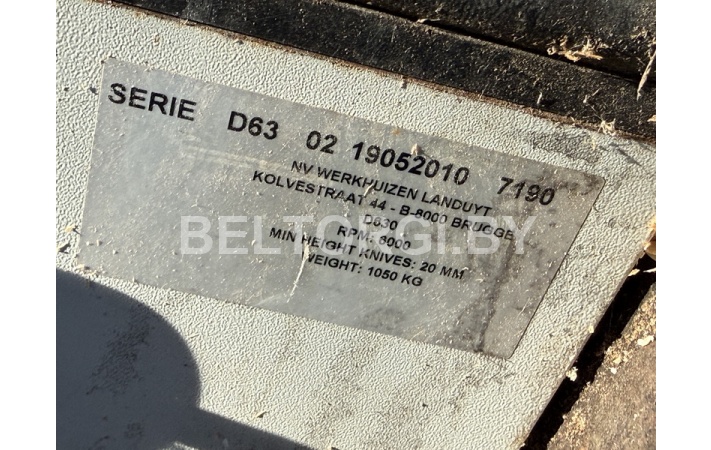 SERIE D63 02 19052010 7190
NV WERKHUIZEN LANDUYT
KOLVESTRAAT 44 - B-8000 BRUGGE
D630
RPM: 6000
MIN HEIGHT KNIVES: 20 MM
WEIGHT: 1050 KG
BELTORGI.BY